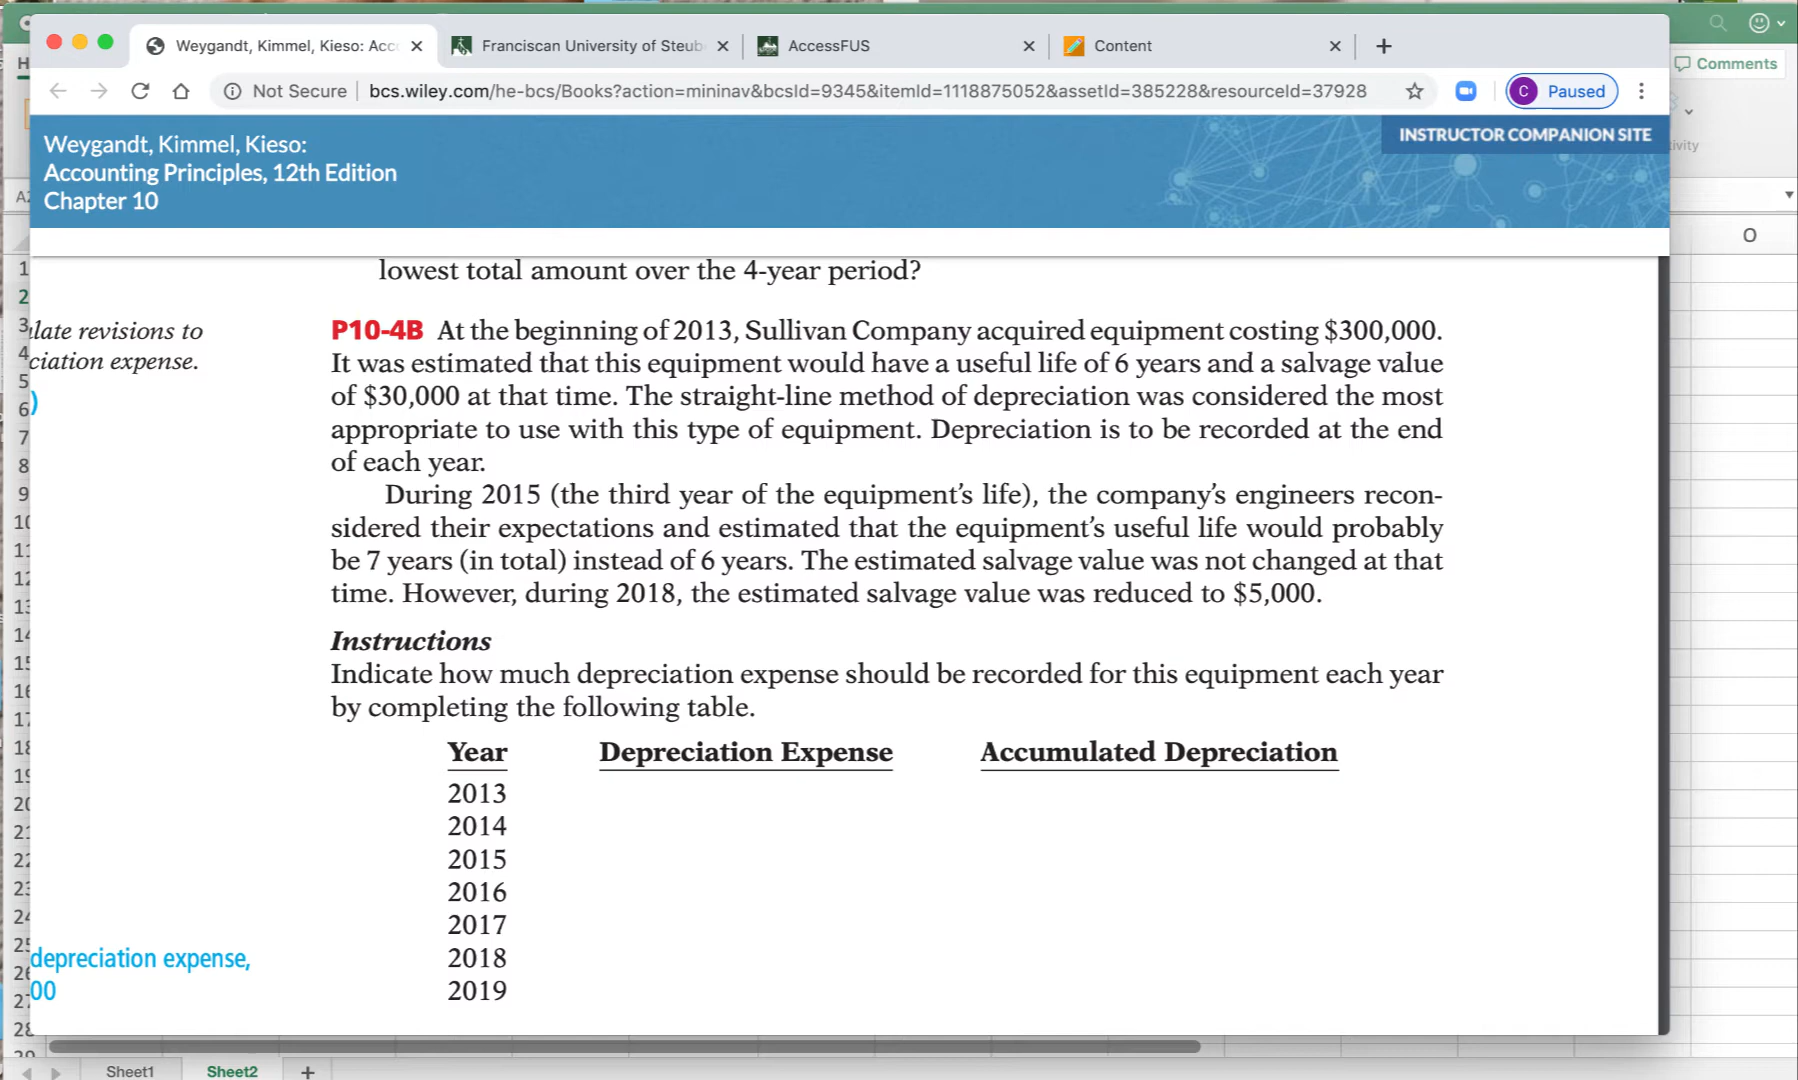 Weygandt, Kimmel, Kieso: Acc
Franciscan University of Steub
AccessFUS
Content
Comments
Not Secure
bcs.wiley.com/he-bcs/Books?action=mininav&bcsId=9345&itemId=1118875052&assetId=385228&resourceId=37928
C Paused
INSTRUCTOR COMPANION SITE
Weygandt, Kimmel, Kieso:
Accounting Principles, 12th Edition
Chapter 10
O
lowest total amount over the 4-year period?
ulate revisions to
ciation expense.
)
P10-4B At the beginning of 2013, Sullivan Company acquired equipment costing $300,000.
It was estimated that this equipment would have a useful life of 6 years and a salvage value
of $30,000 at that time. The straight-line method of depreciation was considered the most
appropriate to use with this type of equipment. Depreciation is to be recorded at the end
of each year.
During 2015 (the third year of the equipment's life), the company's engineers recon-
sidered their expectations and estimated that the equipment's useful life would probably
be 7 years (in total) instead of 6 years. The estimated salvage value was not changed at that
time. However, during 2018, the estimated salvage value was reduced to $5,000.
Instructions
Indicate how much depreciation expense should be recorded for this equipment each year
by completing the following table.
Year Depreciation Expense Accumulated Depreciation
2013
2014
2015
2016
2017
2018
2019
depreciation expense,
00
1
2
3
4
5
6
7
8
9
10
Sheet1
Sheet2